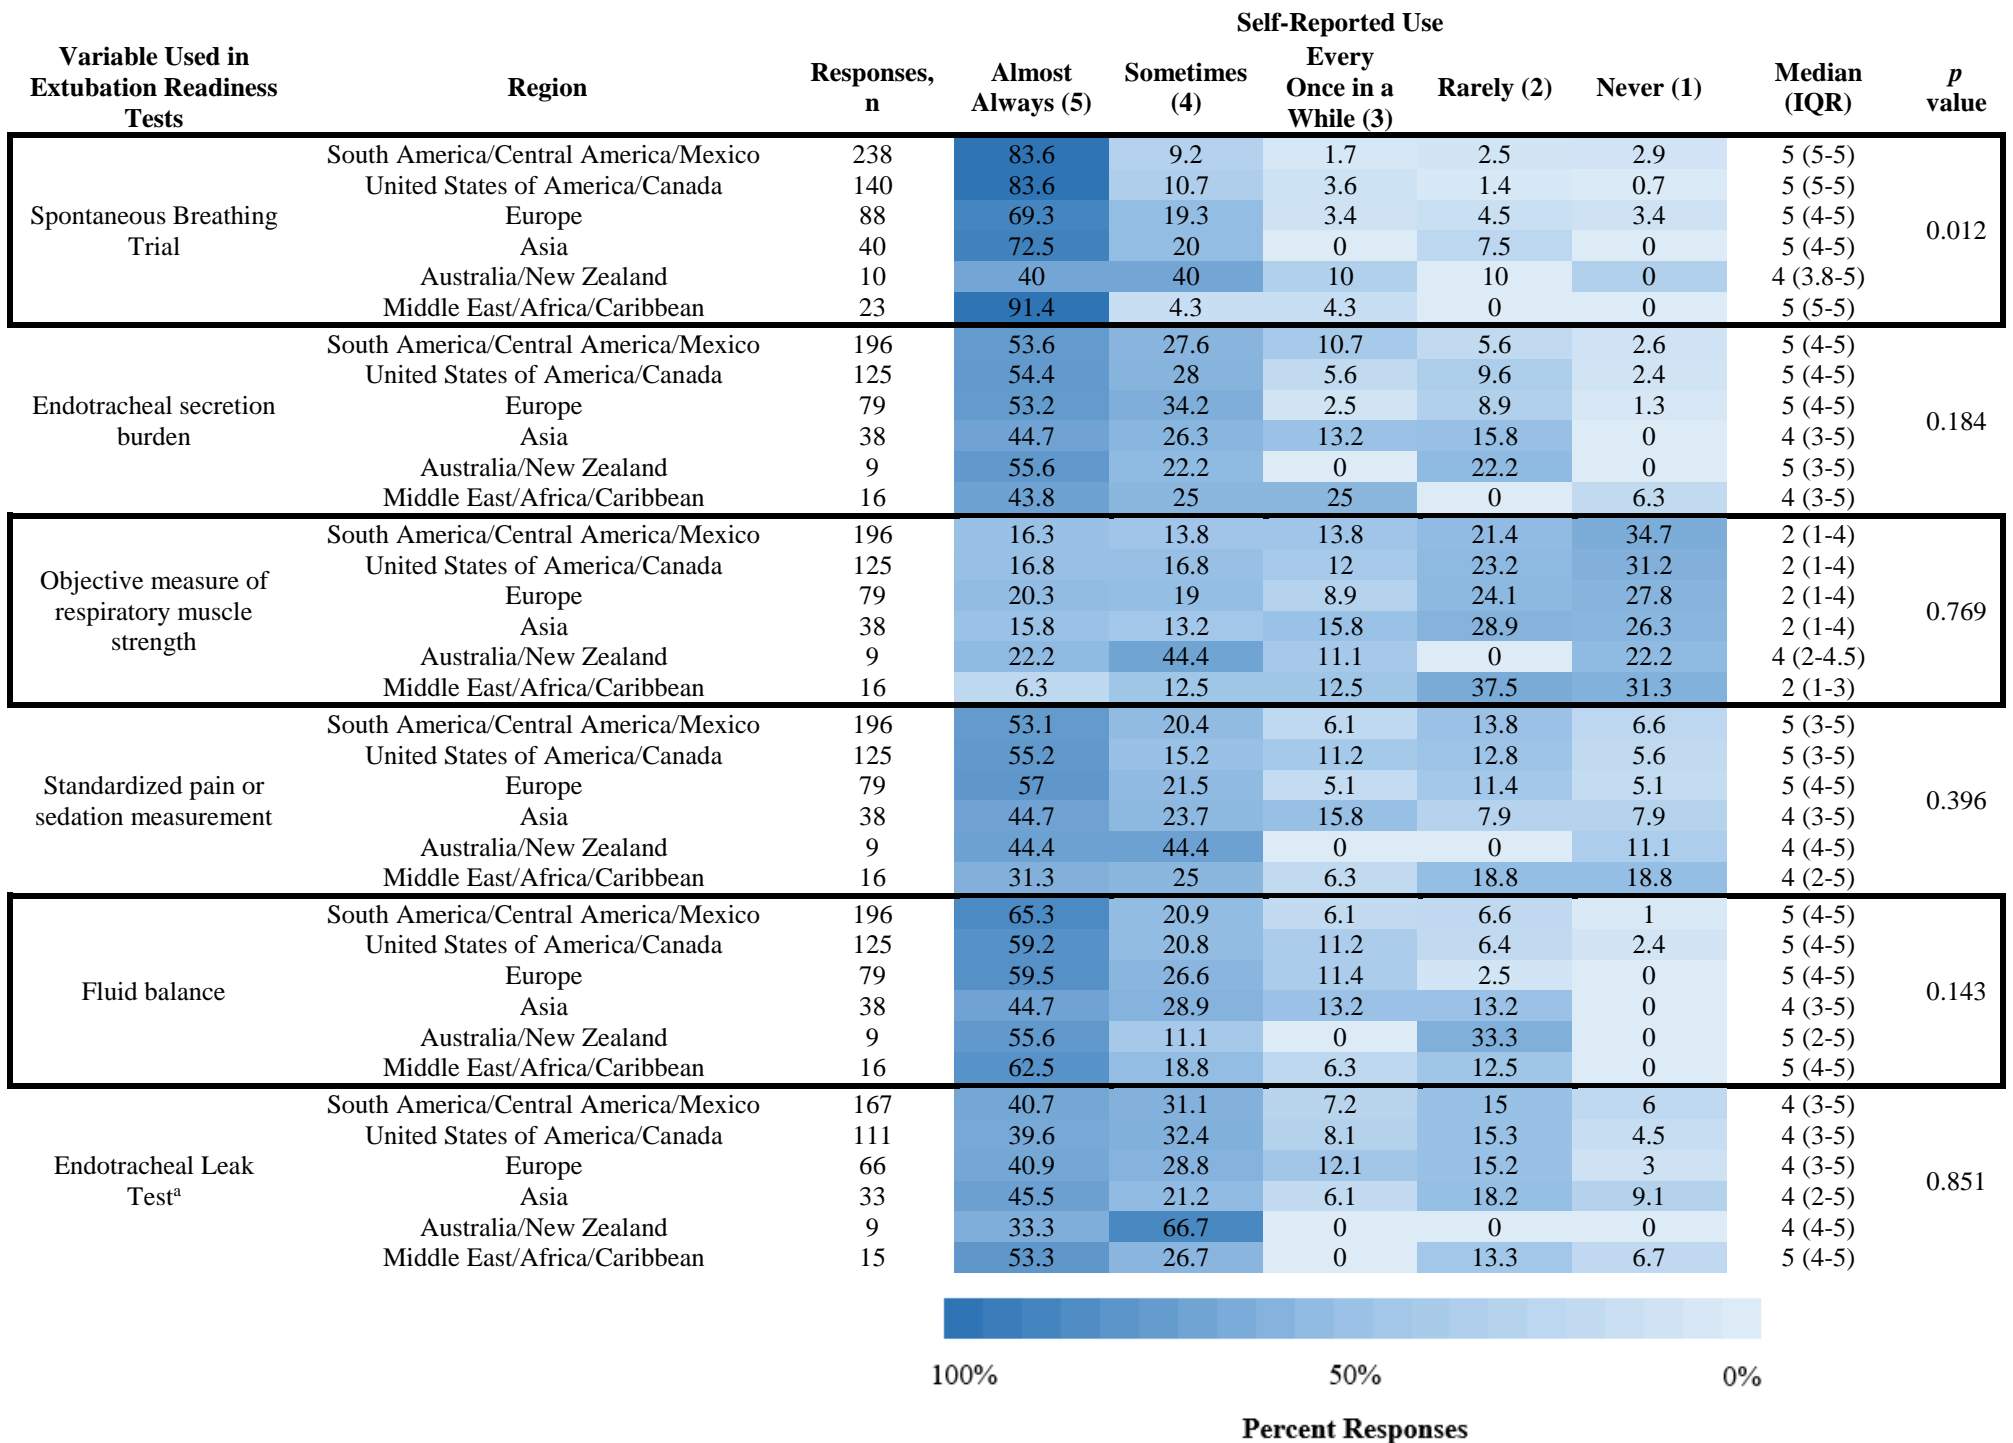 Self-Reported Use
Variable Used in Extubation Readiness Tests Region Responses, n Almost Always (5) Sometimes (4) Every Once in a While (3) Rarely (2) Never (1) Median (IQR) p value
Spontaneous Breathing Trial
South America/Central America/Mexico 238 83.6 9.2 1.7 2.5 2.9 5 (5-5)
United States of America/Canada 140 83.6 10.7 3.6 1.4 0.7 5 (5-5)
Europe 88 69.3 19.3 3.4 4.5 3.4 5 (4-5)
Asia 40 72.5 20 0 7.5 0 5 (4-5)
Australia/New Zealand 10 40 40 10 10 0 4 (3.8-5)
Middle East/Africa/Caribbean 23 91.4 4.3 4.3 0 0 5 (5-5)
0.012
Endotracheal secretion burden
South America/Central America/Mexico 196 53.6 27.6 10.7 5.6 2.6 5 (4-5)
United States of America/Canada 125 54.4 28 5.6 9.6 2.4 5 (4-5)
Europe 79 53.2 34.2 2.5 8.9 1.3 5 (4-5)
Asia 38 44.7 26.3 13.2 15.8 0 4 (3-5)
Australia/New Zealand 9 55.6 22.2 0 22.2 0 5 (3-5)
Middle East/Africa/Caribbean 16 43.8 25 25 0 6.3 4 (3-5)
0.184
Objective measure of respiratory muscle strength
South America/Central America/Mexico 196 16.3 13.8 13.8 21.4 34.7 2 (1-4)
United States of America/Canada 125 16.8 16.8 12 23.2 31.2 2 (1-4)
Europe 79 20.3 19 8.9 24.1 27.8 2 (1-4)
Asia 38 15.8 13.2 15.8 28.9 26.3 2 (1-4)
Australia/New Zealand 9 22.2 44.4 11.1 0 22.2 4 (2-4.5)
Middle East/Africa/Caribbean 16 6.3 12.5 12.5 37.5 31.3 2 (1-3)
0.769
Standardized pain or sedation measurement
South America/Central America/Mexico 196 53.1 20.4 6.1 13.8 6.6 5 (3-5)
United States of America/Canada 125 55.2 15.2 11.2 12.8 5.6 5 (3-5)
Europe 79 57 21.5 5.1 11.4 5.1 5 (4-5)
Asia 38 44.7 23.7 15.8 7.9 7.9 4 (3-5)
Australia/New Zealand 9 44.4 44.4 0 0 11.1 4 (4-5)
Middle East/Africa/Caribbean 16 31.3 25 6.3 18.8 18.8 4 (2-5)
0.396
Fluid balance
South America/Central America/Mexico 196 65.3 20.9 6.1 6.6 1 5 (4-5)
United States of America/Canada 125 59.2 20.8 11.2 6.4 2.4 5 (4-5)
Europe 79 59.5 26.6 11.4 2.5 0 5 (4-5)
Asia 38 44.7 28.9 13.2 13.2 0 4 (3-5)
Australia/New Zealand 9 55.6 11.1 0 33.3 0 5 (2-5)
Middle East/Africa/Caribbean 16 62.5 18.8 6.3 12.5 0 5 (4-5)
0.143
Endotracheal Leak Testª
South America/Central America/Mexico 167 40.7 31.1 7.2 15 6 4 (3-5)
United States of America/Canada 111 39.6 32.4 8.1 15.3 4.5 4 (3-5)
Europe 66 40.9 28.8 12.1 15.2 3 4 (3-5)
Asia 33 45.5 21.2 6.1 18.2 9.1 4 (2-5)
Australia/New Zealand 9 33.3 66.7 0 0 0 4 (4-5)
Middle East/Africa/Caribbean 15 53.3 26.7 0 13.3 6.7 5 (4-5)
0.851
100% 50% 0%
Percent Responses